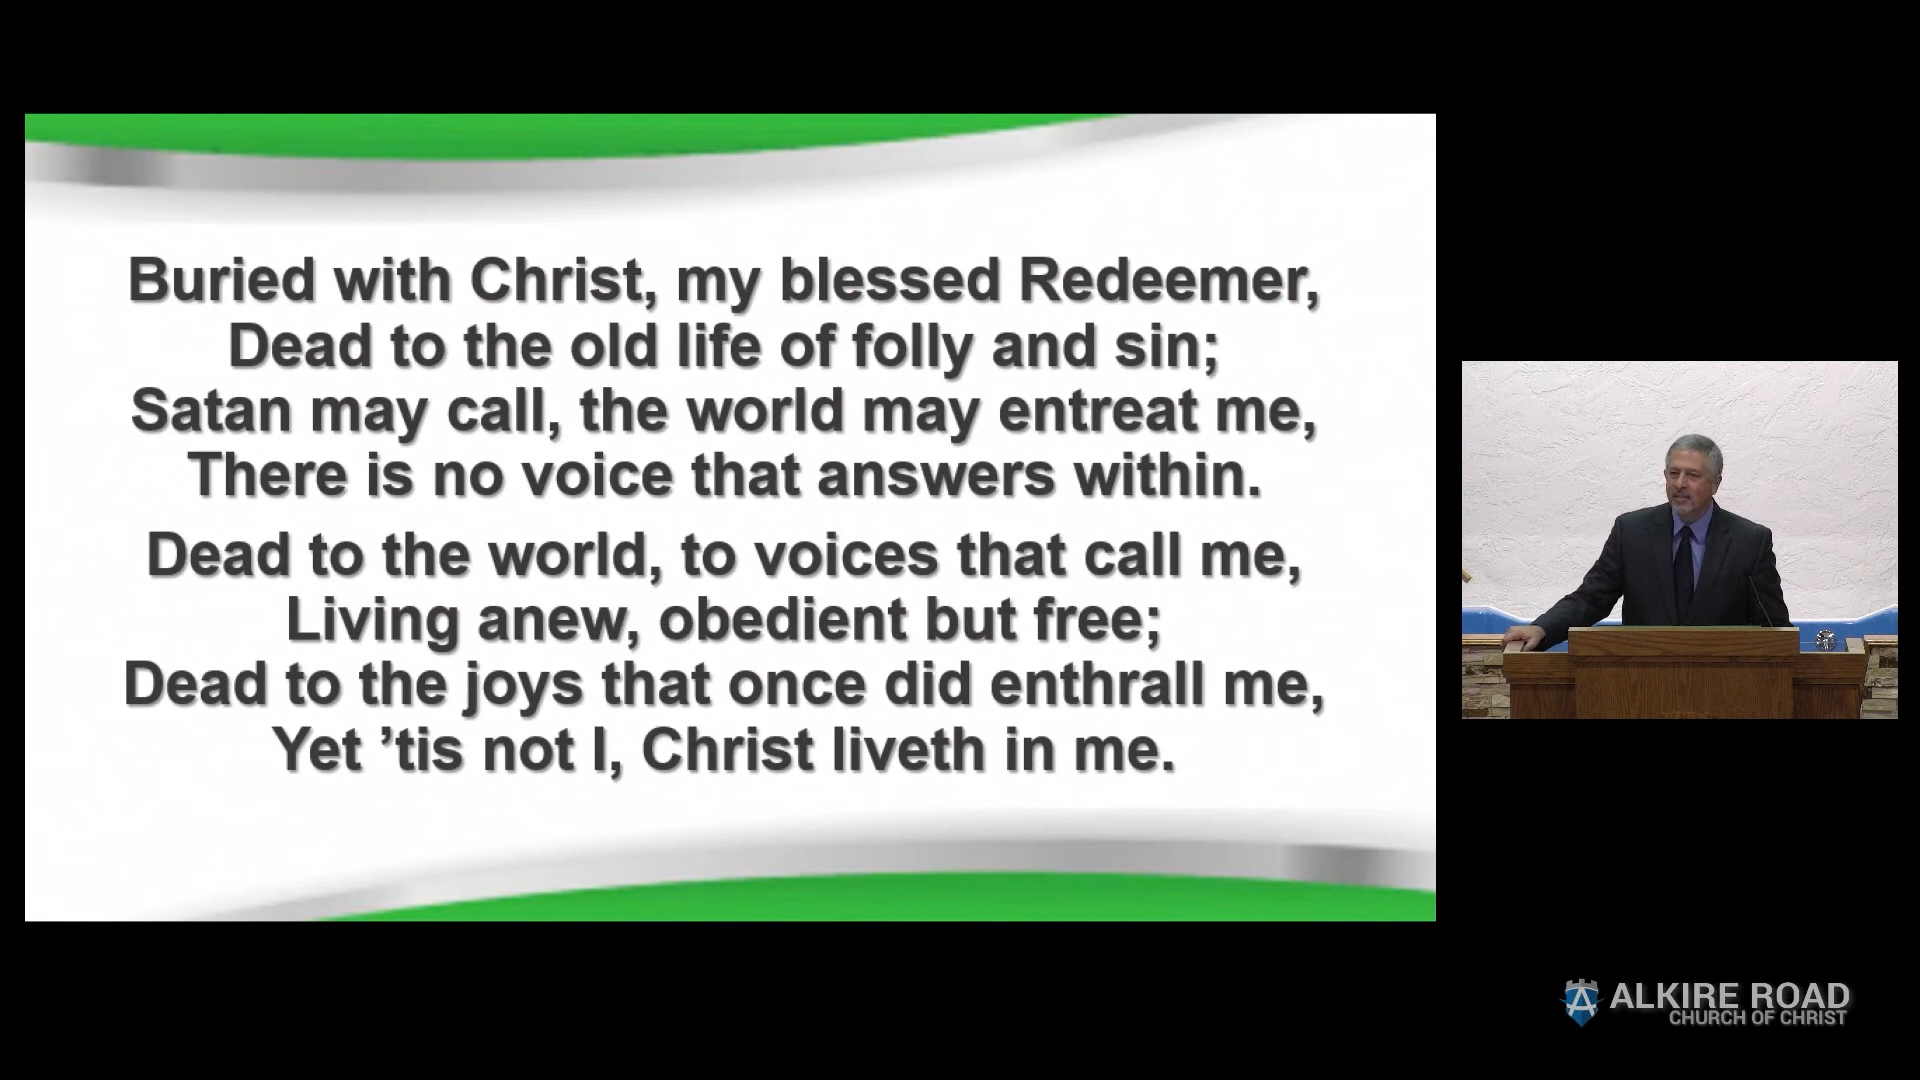 Buried with Christ, my blessed Redeemer,
Dead to the old life of folly and sin;
Satan may call, the world may entreat me,
There is no voice that answers within.
Dead to the world, to voices that call me,
Living anew, obedient but free;
Dead to the joys that once did enthrall me,
Yet ’tis not I, Christ liveth in me.
ALKIRE ROAD
CHURCH OF CHRIST